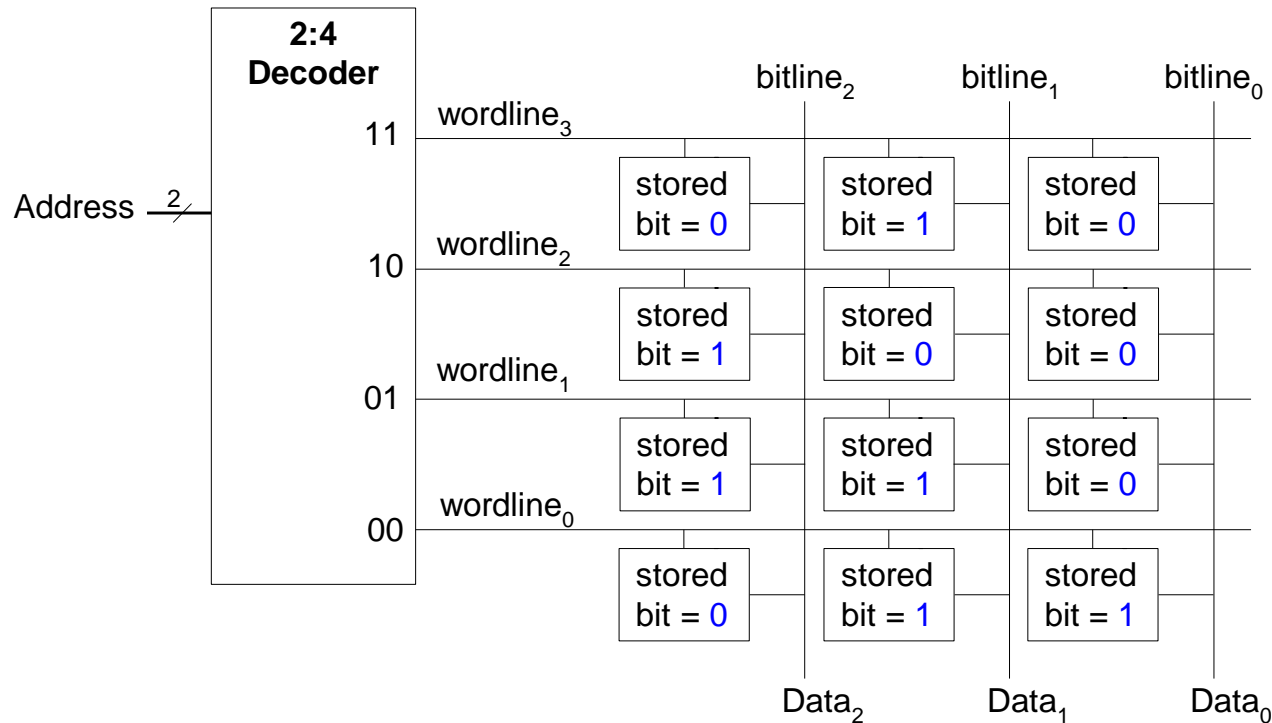 2:4
Decoder
bitline₂ bitline₁ bitline₀
wordline₃
11
stored stored stored
bit = 0 bit = 1 bit = 0
Address 2
wordline₂
10
stored stored stored
bit = 1 bit = 0 bit = 0
wordline₁
01
stored stored stored
bit = 1 bit = 1 bit = 0
wordline₀
00
stored stored stored
bit = 0 bit = 1 bit = 1
Data₂ Data₁ Data₀